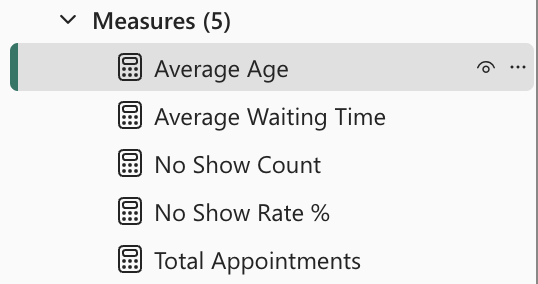 Measures (5)
Average Age
Average Waiting Time
No Show Count
No Show Rate %
Total Appointments